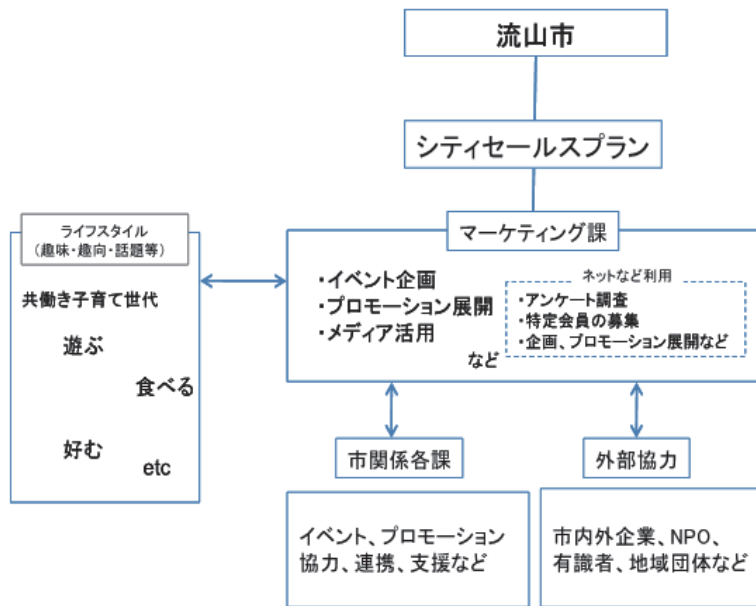 流山市
シティセールスプラン
マーケティング課
・イベント企画
・プロモーション展開
・メディア活用
など
ネットなど利用
・アンケート調査
・特定会員の募集
・企画、プロモーション展開など
ライフスタイル
(趣味・趣向・話題等)
共働き子育て世代
遊ぶ
食べる
好む
etc
市関係各課
イベント、プロモーション
協力、連携、支援など
外部協力
市内外企業、NPO、
有識者、地域団体など